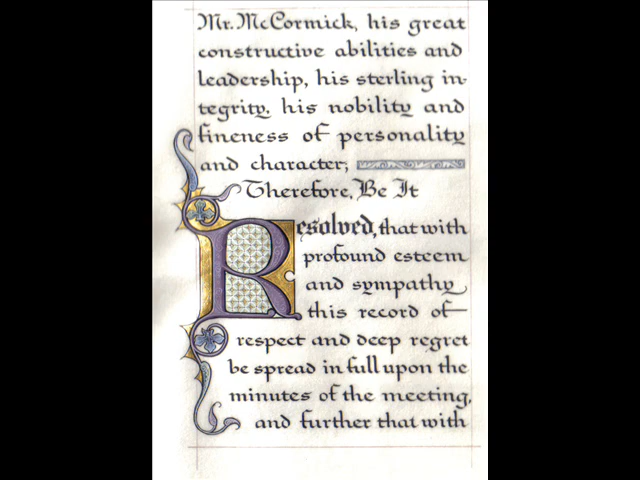 Mr. McCormick, his great
constructive abilities and
leadership, his sterling in-
tegrity, his nobility and
fineness of personality
and character;
Therefore, Be It
Resolved, that with
profound esteem
and sympathy
this record of
respect and deep regret
be spread in full upon the
minutes of the meeting,
and further that with